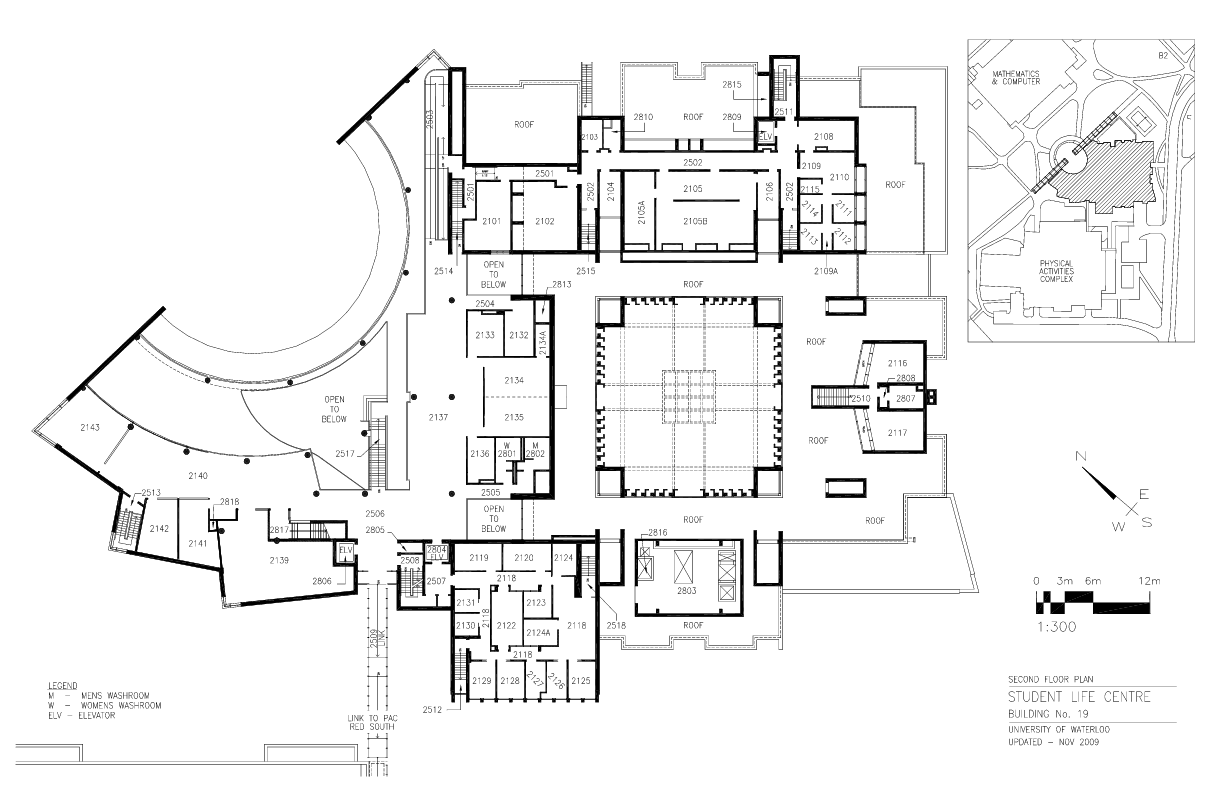 MATHEMATICS
& COMPUTER
B2
PHYSICAL
ACTIVITIES
COMPLEX
ROOF
ROOF
2815
2810
2809
2511
2503
2103
ELV
2108
2502
2109
2110
2501
2501
2502
2104
2105
2106
2502
2115
ROOF
2101
2102
2105A
2105B
2114
2111
2113
2112
2514
OPEN
TO
BELOW
2515
2109A
2813
ROOF
2504
2133
2132
2134A
ROOF
2116
2134
2808
OPEN
TO
BELOW
2137
2135
2510
2807
2143
2517
2136
W
2801
M
2802
ROOF
2117
2140
2513
2818
2505
2506
OPEN
TO
BELOW
ROOF
ROOF
2142
2141
2817
2805
2816
ELV
2804
ELV
2139
2508
2119
2120
2124
2806
2507
2118
2803
2131
2118
2123
2130
2122
2118
2518
ROOF
2124A
2509
LINK
2118
2129
2128
2127
2126
2125
2512
N
E
W
S
0 3m 6m 12m
1:300
LEGEND
M – MENS WASHROOM
W – WOMENS WASHROOM
ELV – ELEVATOR
LINK TO PAC
RED SOUTH
SECOND FLOOR PLAN
STUDENT LIFE CENTRE
BUILDING No. 19
UNIVERSITY OF WATERLOO
UPDATED – NOV 2009